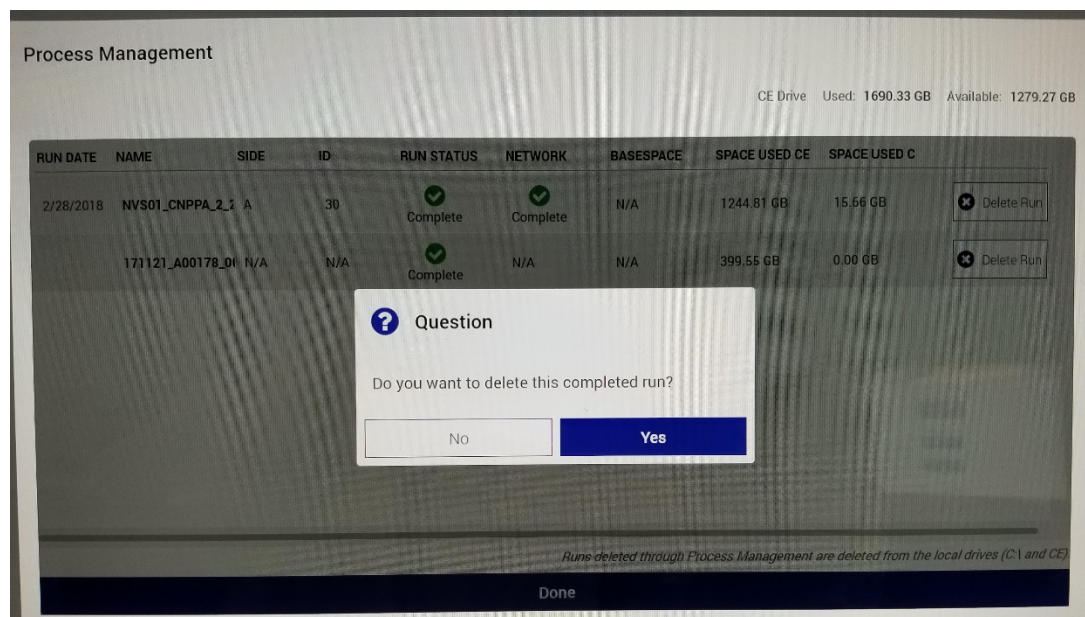 Process Management
CE Drive Used: 1690.33 GB Available: 1279.27 GB
RUN DATE NAME SIDE ID RUN STATUS NETWORK BASESPACE SPACE USED CE SPACE USED C
2/28/2018 NVS01_CNPPA_2_2 A 30 Complete Complete N/A 1244.81 GB 15.66 GB Delete Run
171121_A00178_00 N/A N/A Complete N/A N/A 399.55 GB 0.00 GB Delete Run
Question
Do you want to delete this completed run?
No Yes
Runs deleted through Process Management are deleted from the local drives (C:\ and CE)
Done